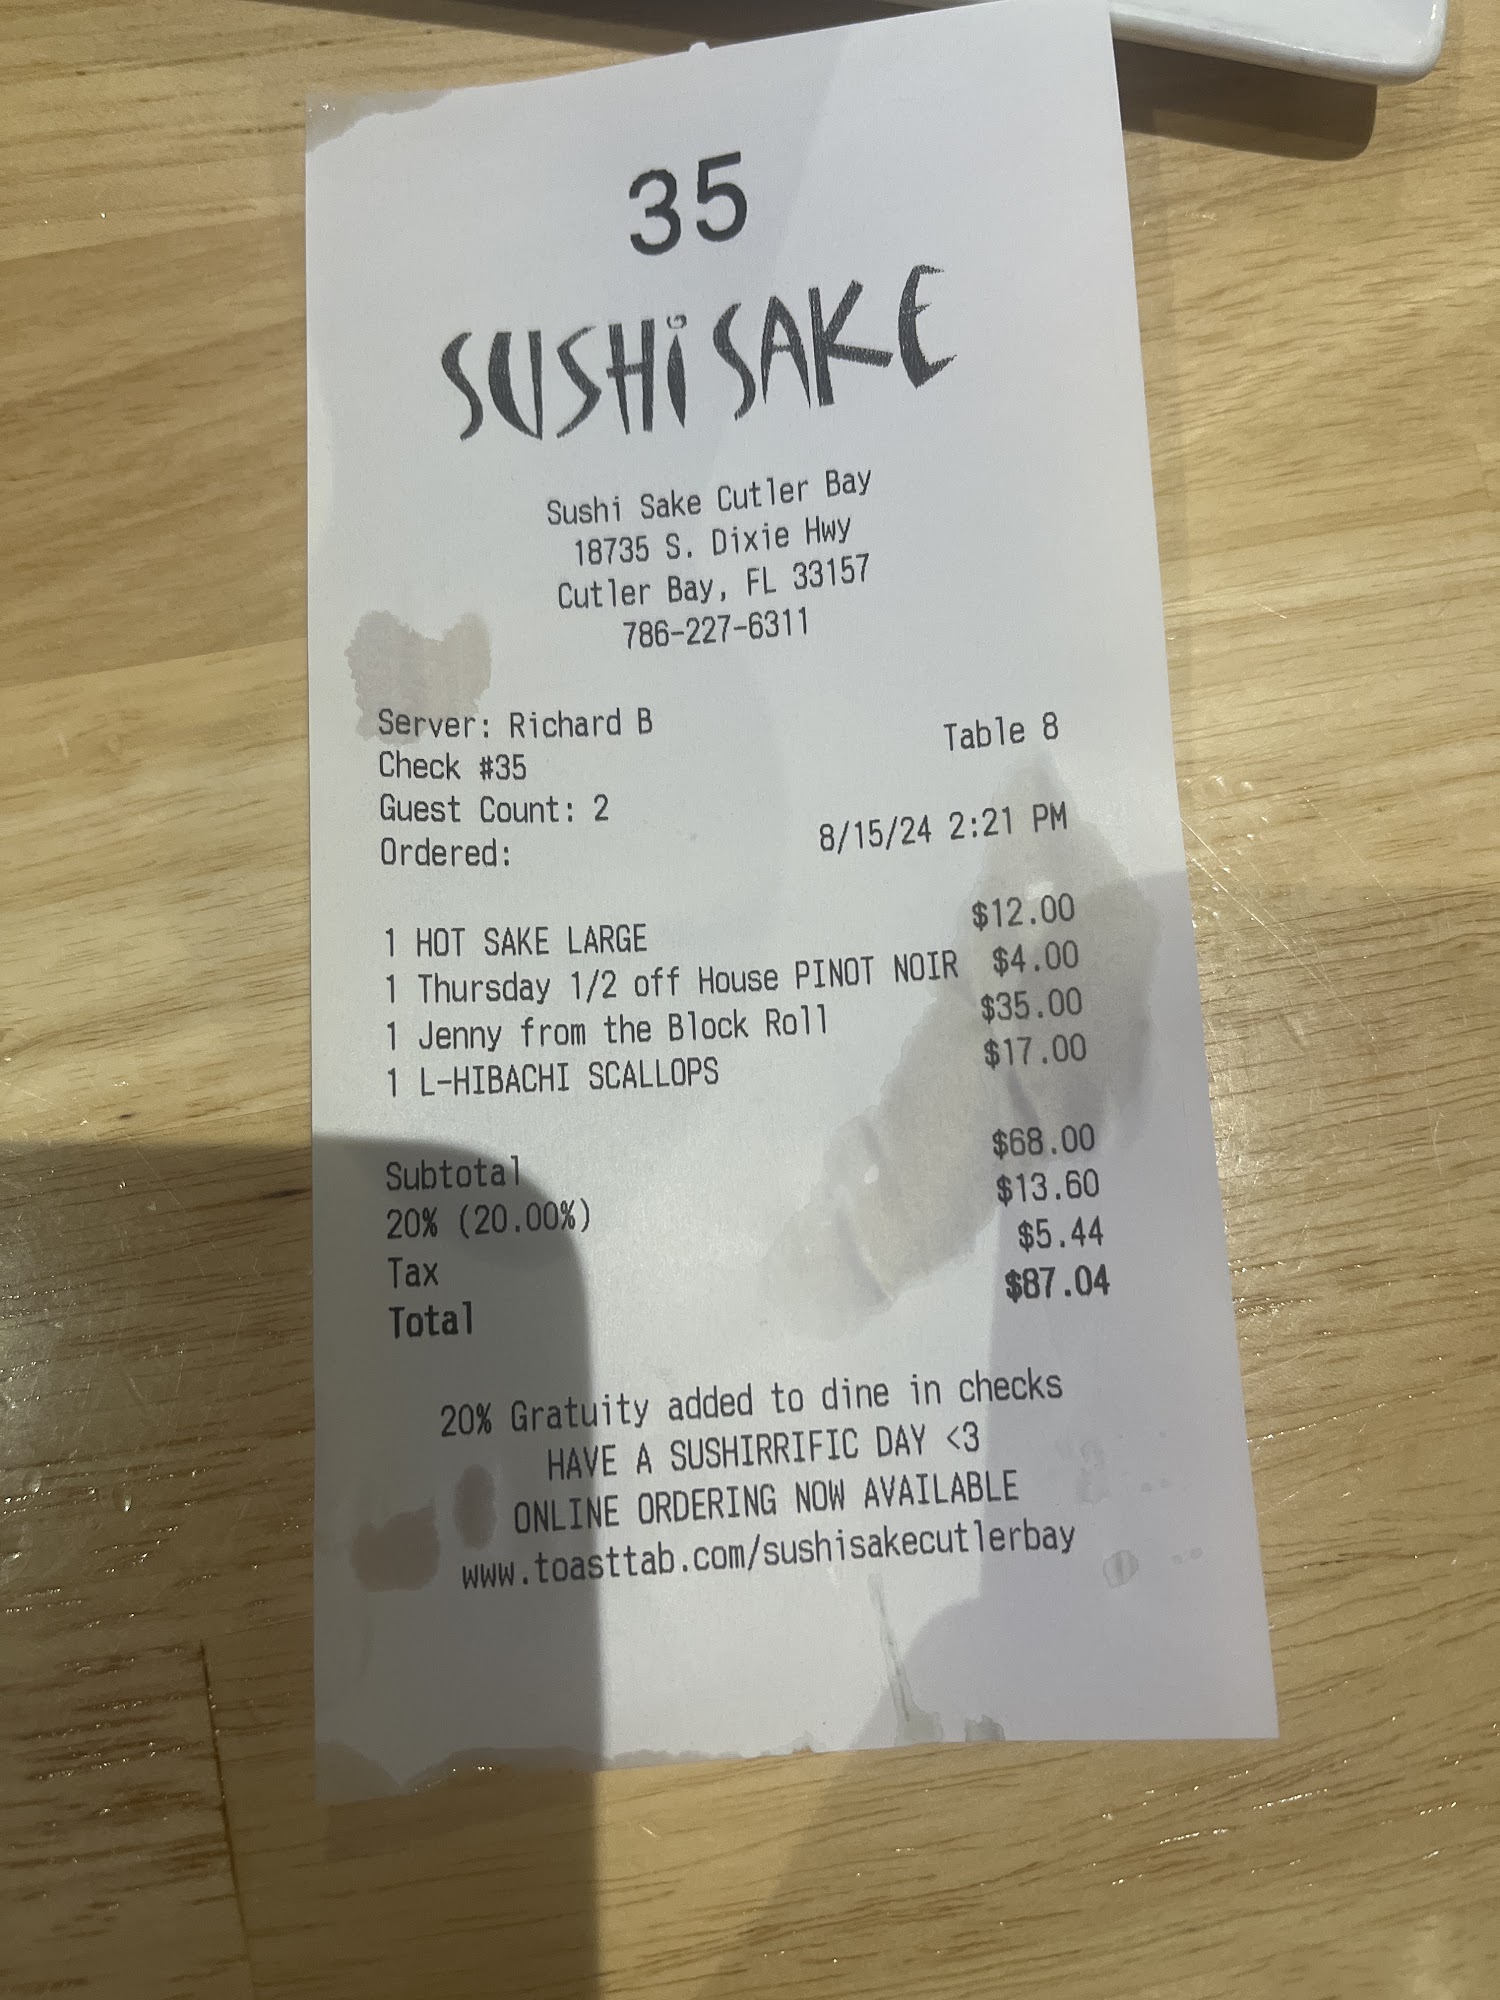 35
SUSHi SAKE
Sushi Sake Cutler Bay
18735 S. Dixie Hwy
Cutler Bay, FL 33157
786-227-6311
Server: Richard B
Check #35 Table 8
Guest Count: 2
Ordered: 8/15/24 2:21 PM
1 HOT SAKE LARGE $12.00
1 Thursday 1/2 off House PINOT NOIR $4.00
1 Jenny from the Block Roll $35.00
1 L-HIBACHI SCALLOPS $17.00
Subtotal $68.00
20% (20.00%) $13.60
Tax $5.44
Total $87.04
20% Gratuity added to dine in checks
HAVE A SUSHIRRIFIC DAY <3
ONLINE ORDERING NOW AVAILABLE
www.toasttab.com/sushisakecutlerbay